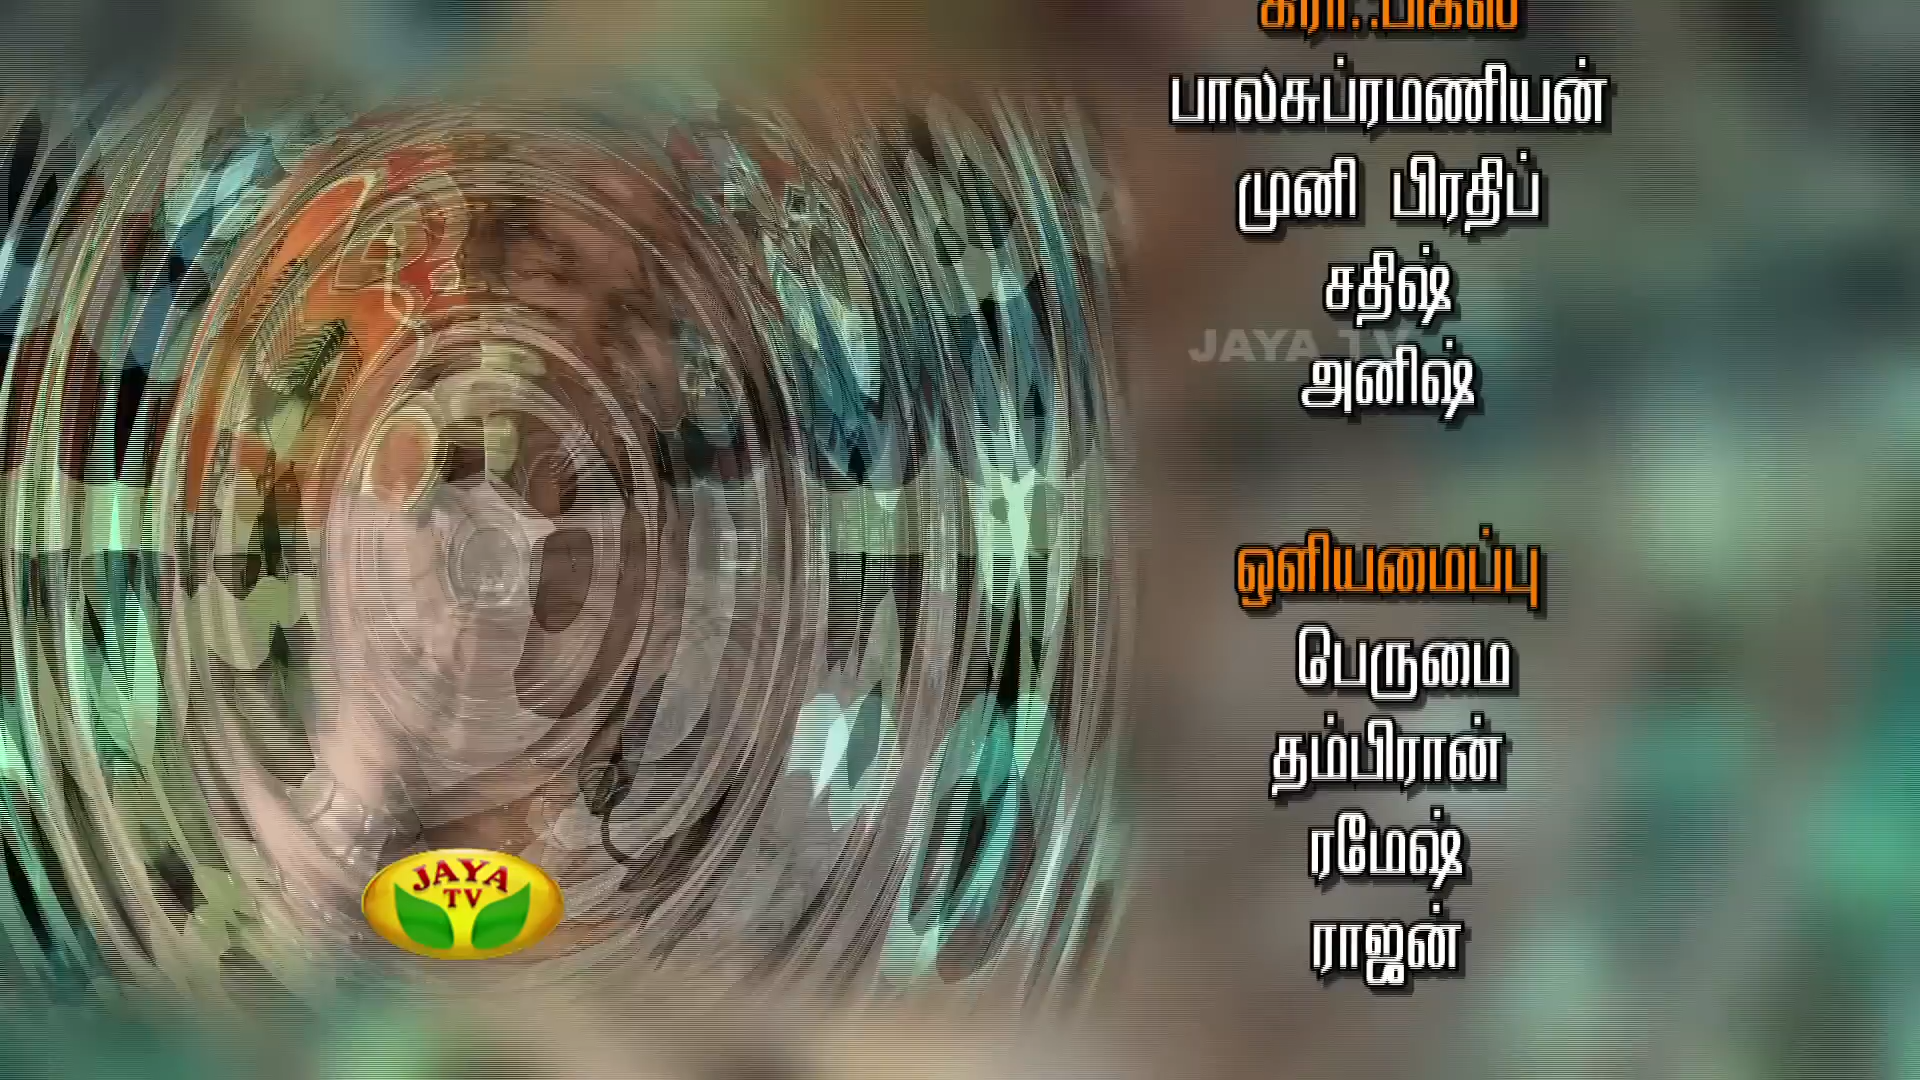 பாலசுப்ரமணியன்
முனி பிரதிப்
சதிஷ்
JAYA TV
அனிஷ்
ஒளியமைப்பு
பேருமை
தம்பிரான்
ரமேஷ்
ராஜன்
JAYA
TV